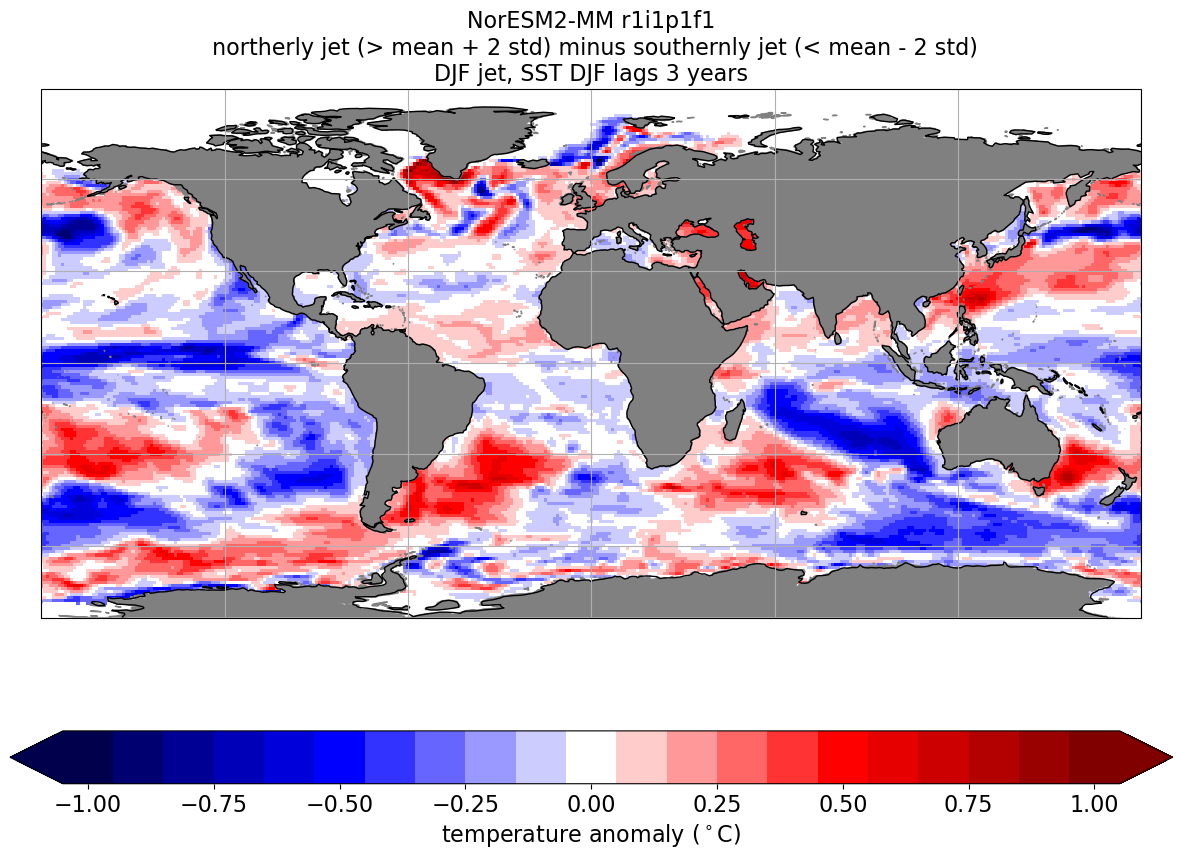 NorESM2-MM r1i1p1f1
northerly jet (> mean + 2 std) minus southernly jet (< mean - 2 std)
DJF jet, SST DJF lags 3 years
−1.00 −0.75 −0.50 −0.25 0.00 0.25 0.50 0.75 1.00
temperature anomaly (°C)